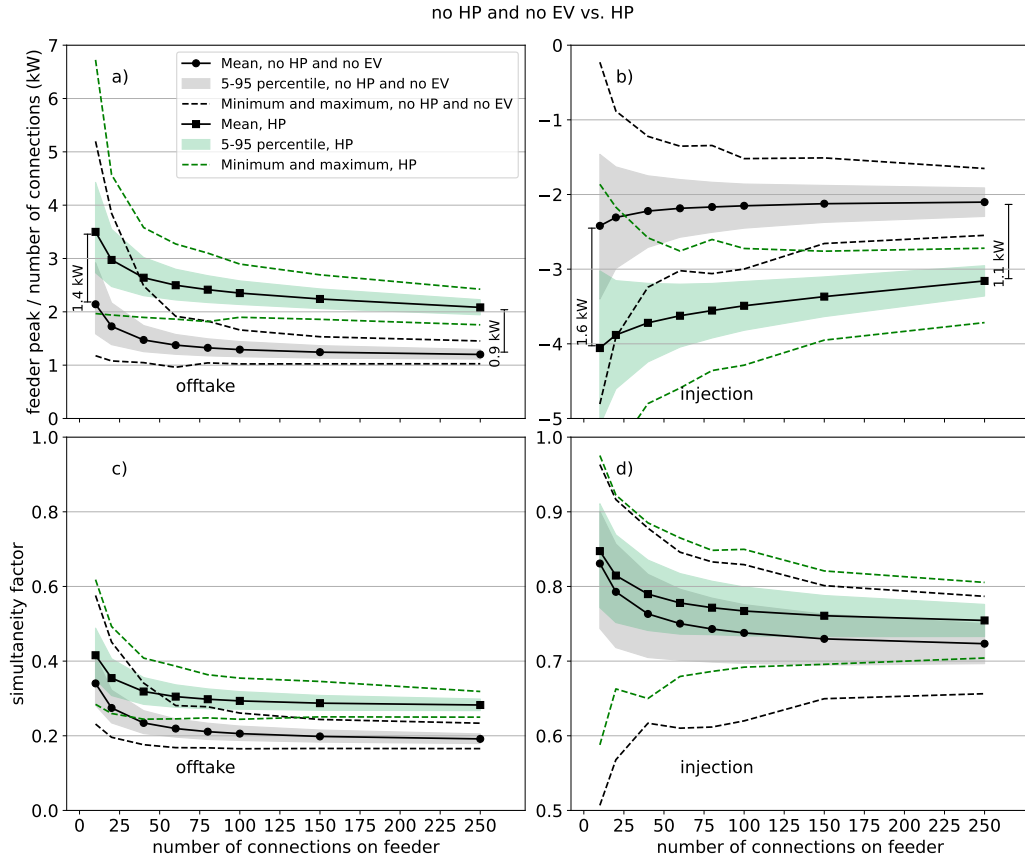 no HP and no EV vs. HP
feeder peak / number of connections (kW)
7
6
5
4
3
2
1
0
a)
Mean, no HP and no EV
5-95 percentile, no HP and no EV
Minimum and maximum, no HP and no EV
Mean, HP
5-95 percentile, HP
Minimum and maximum, HP
1.4 kW
0.9 kW
offtake
0
−1
−2
−3
−4
−5
b)
1.6 kW
1.1 kW
injection
simultaneity factor
1.0
0.8
0.6
0.4
0.2
0.0
c)
offtake
0 25 50 75 100 125 150 175 200 225 250
number of connections on feeder
1.0
0.9
0.8
0.7
0.6
0.5
d)
injection
0 25 50 75 100 125 150 175 200 225 250
number of connections on feeder